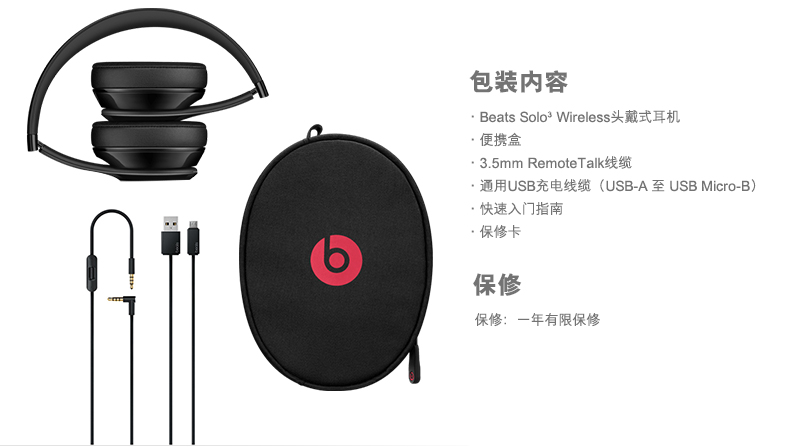 包装内容
· Beats Solo³ Wireless头戴式耳机
· 便携盒
· 3.5mm RemoteTalk线缆
· 通用USB充电线缆（USB-A 至 USB Micro-B）
· 快速入门指南
· 保修卡
保修
保修：一年有限保修